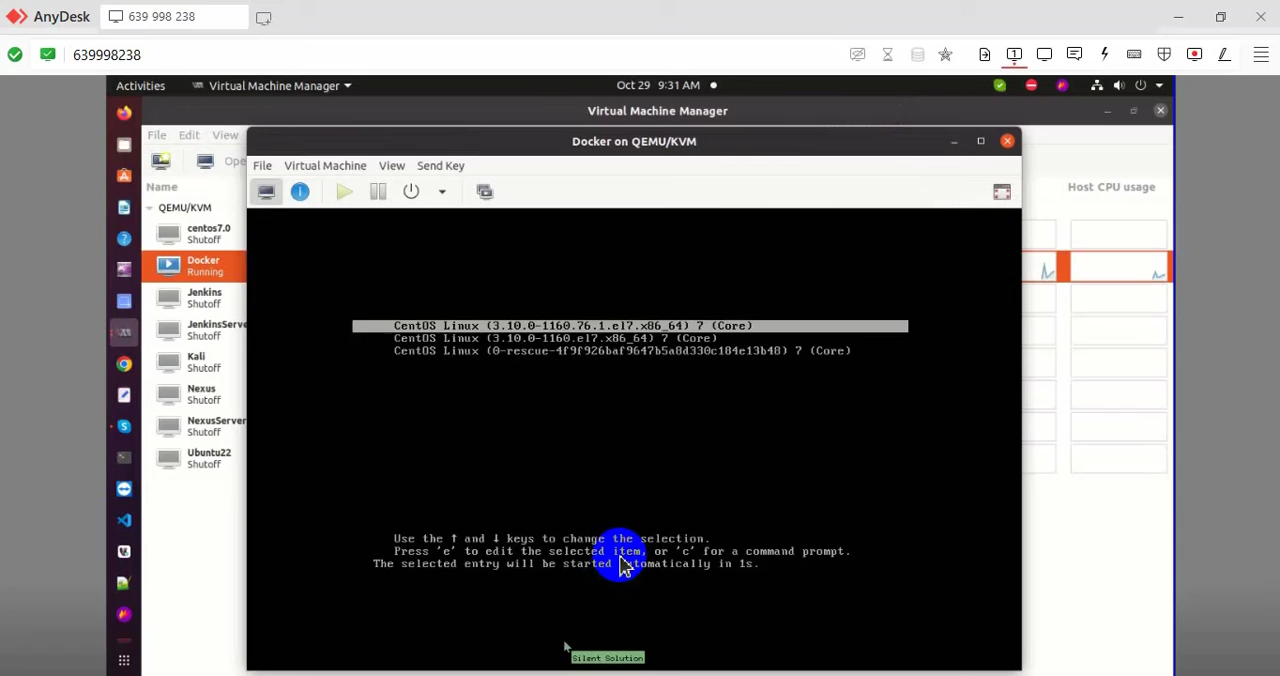 AnyDesk
639 998 238
639998238
Activities
Virtual Machine Manager
Oct 29 9:31 AM
Virtual Machine Manager
File Edit View
Docker on QEMU/KVM
File Virtual Machine View Send Key
Name
Host CPU usage
QEMU/KVM
centos7.0
Shutoff
Docker
Running
Jenkins
Shutoff
JenkinsServe
Shutoff
Kali
Shutoff
Nexus
Shutoff
NexusServer
Shutoff
Ubuntu22
Shutoff
CentOS Linux (3.10.0-1160.76.1.el7.x86_64) 7 (Core)
CentOS Linux (3.10.0-1160.el7.x86_64) 7 (Core)
CentOS Linux (0-rescue-4f9f926baf9647b5a8d330c184e13b48) 7 (Core)
Use the ↑ and ↓ keys to change the selection.
Press 'e' to edit the selected item, or 'c' for a command prompt.
The selected entry will be started automatically in 1s.
Silent Solution